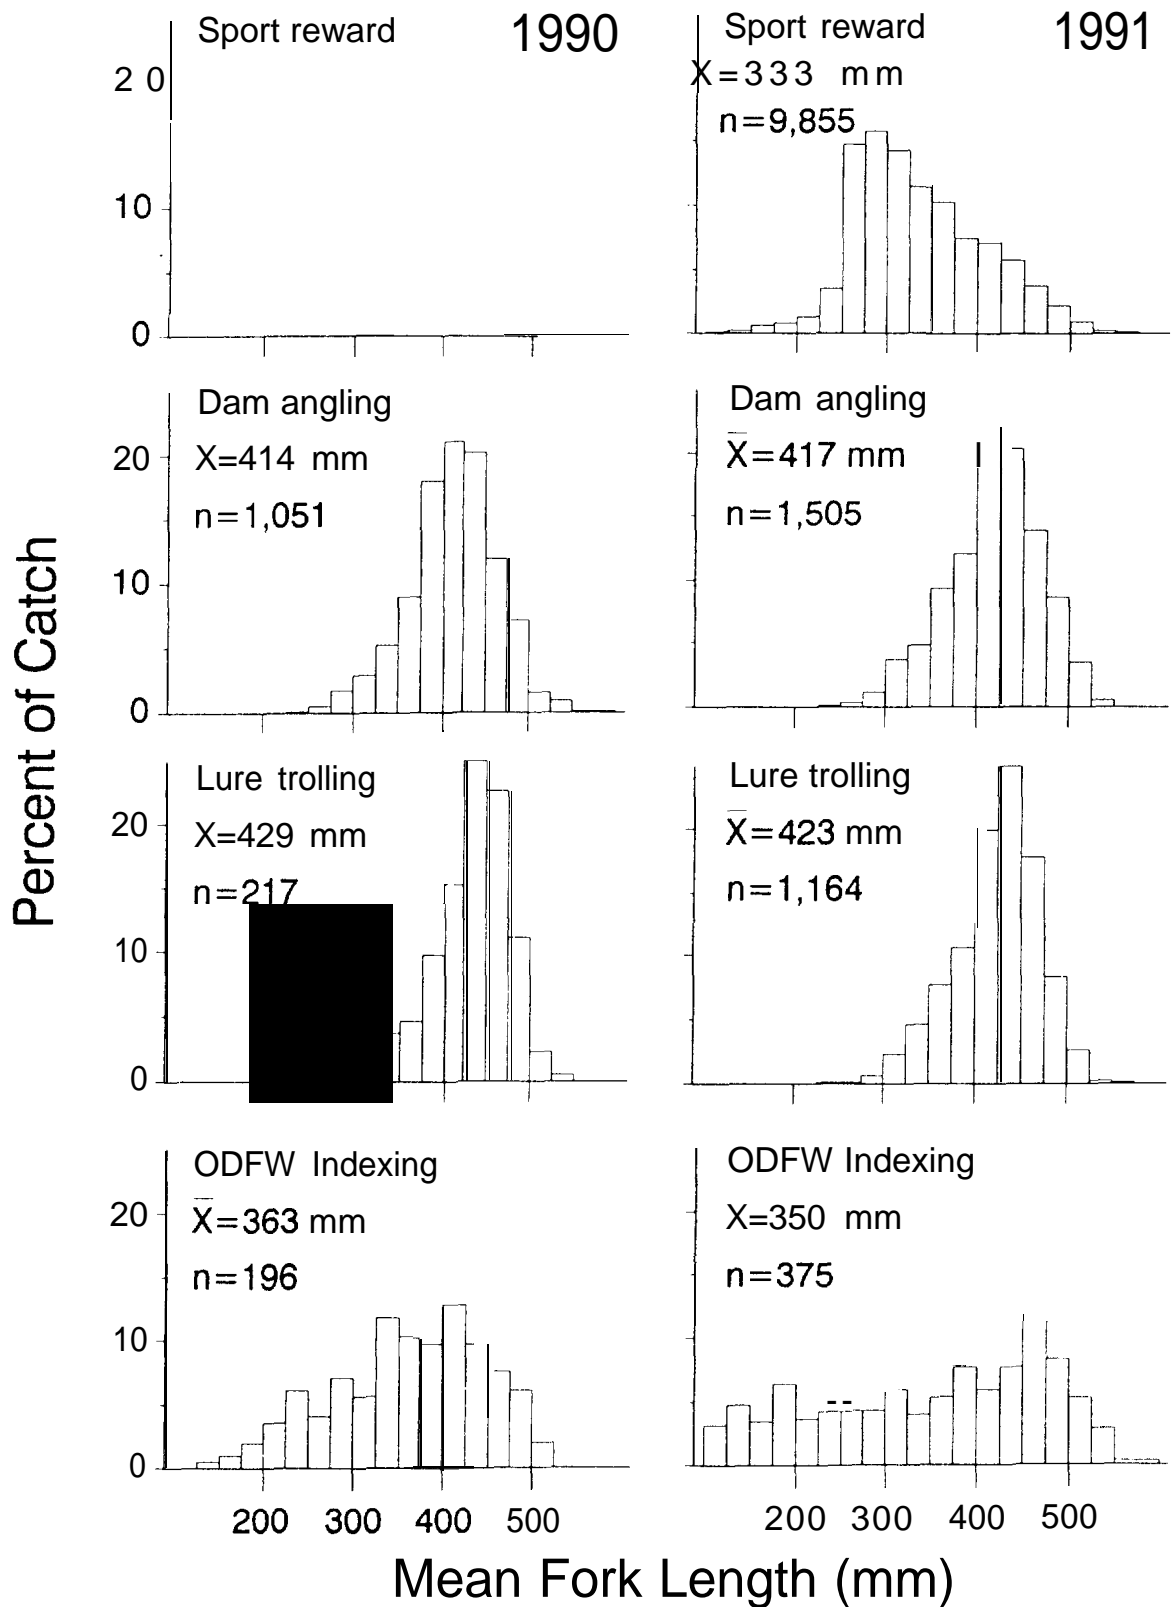 Sport reward 1990
20
10
0
Sport reward 1991
X=333 mm
n=9,855
Dam angling
X=414 mm
n=1,051
20
10
0
Dam angling
X̅=417 mm
n=1,505
Lure trolling
X=429 mm
n=217
20
10
0
Lure trolling
X̅=423 mm
n=1,164
ODFW Indexing
X̅=363 mm
n=196
20
10
0
200 300 400 500
ODFW Indexing
X=350 mm
n=375
200 300 400 500
Percent of Catch
Mean Fork Length (mm)